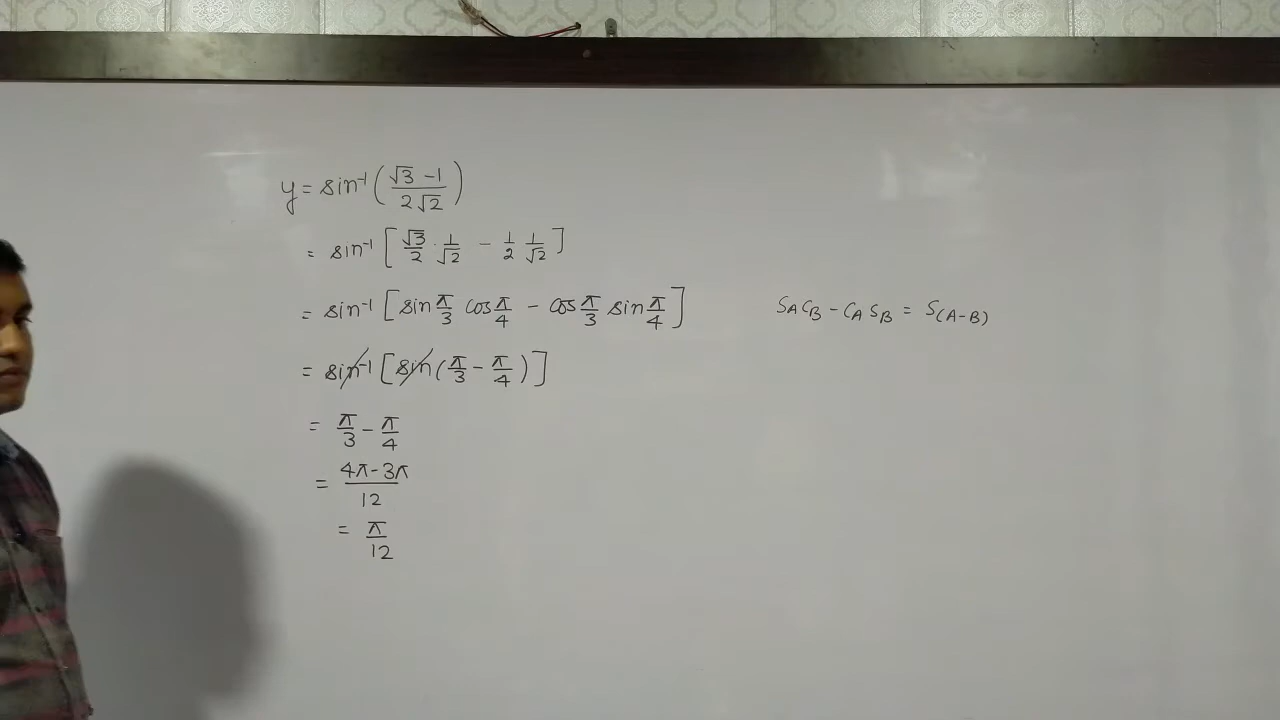 y = sin⁻¹(√3 -1 / 2√2)
= sin⁻¹[√3/2 · 1/√2 - 1/2 1/√2]
= sin⁻¹[sin π/3 cos π/4 - cos π/3 sin π/4]
S_A C_B - C_A S_B = S_(A-B)
= sin⁻¹[sin(π/3 - π/4)]
= π/3 - π/4
= 4π-3π / 12
= π/12